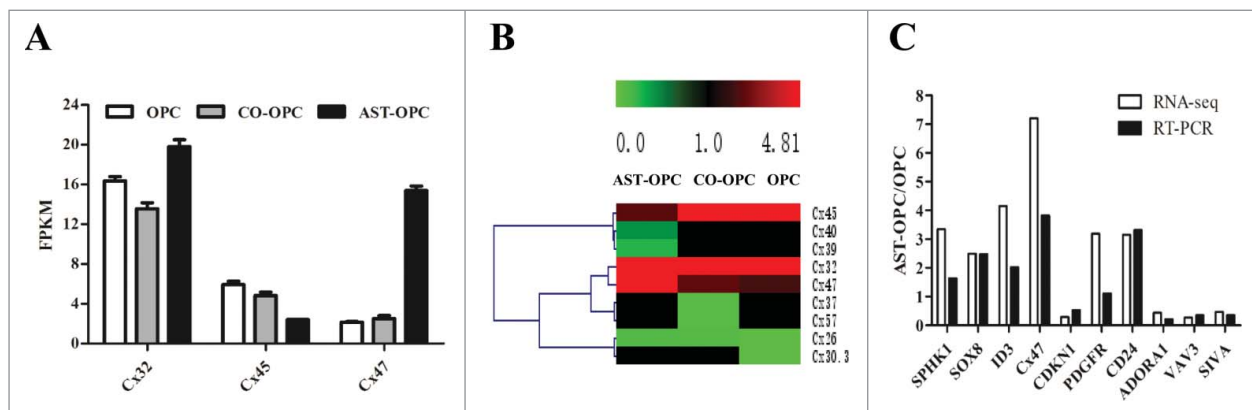 A
OPC CO-OPC AST-OPC
24
20
16
12
8
4
0
FPKM
Cx32 Cx45 Cx47
B
0.0 1.0 4.81
AST-OPC CO-OPC OPC
Cx45
Cx40
Cx39
Cx32
Cx47
Cx37
Cx57
Cx26
Cx30.3
C
RNA-seq
RT-PCR
8
7
6
5
4
3
2
1
0
AST-OPC/OPC
SPHK1 SOX8 ID3 Cx47 CDKN1 PDGFR CD24 ADORA1 VAV3 SIVA